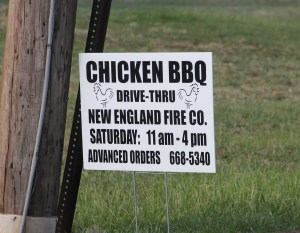 CHICKEN BBQ
DRIVE-THRU
NEW ENGLAND FIRE CO.
SATURDAY: 11 am - 4 pm
ADVANCED ORDERS 668-5340